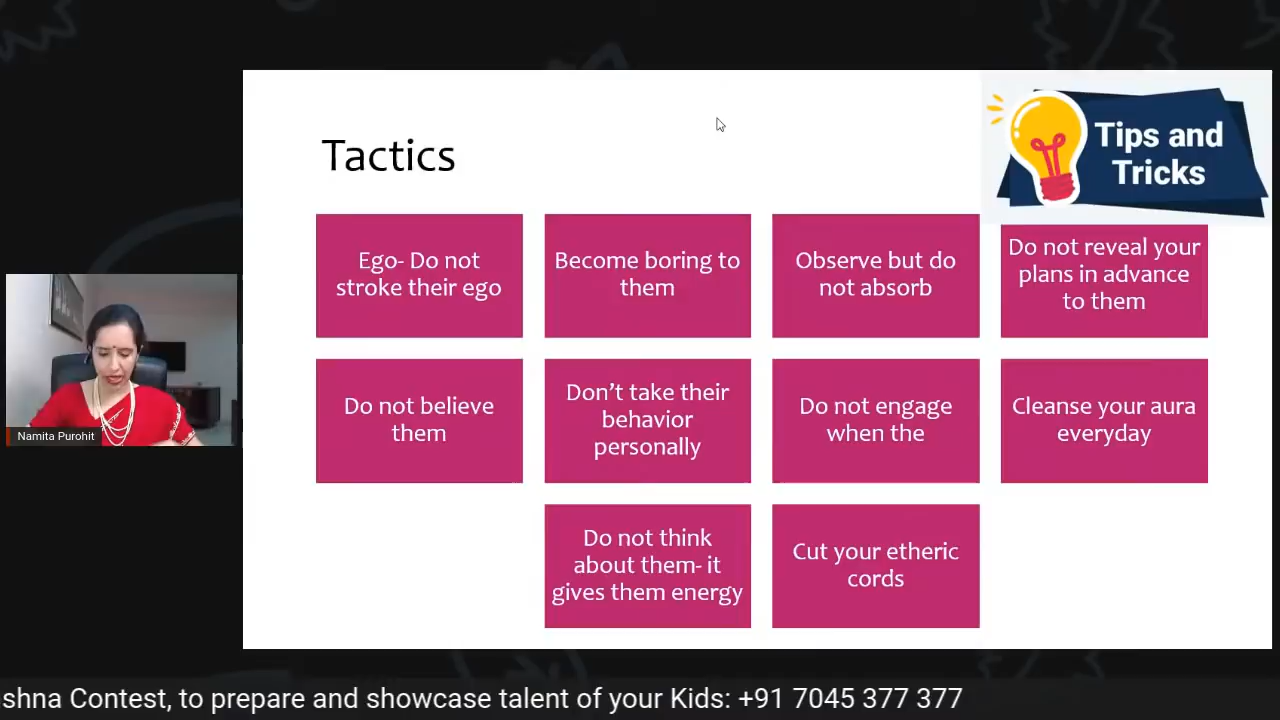 Tactics
Tips and
Tricks
Ego- Do not
stroke their ego
Become boring to
them
Observe but do
not absorb
Do not reveal your
plans in advance
to them
Do not believe
them
Don’t take their
behavior
personally
Do not engage
when the
Cleanse your aura
everyday
Do not think
about them- it
gives them energy
Cut your etheric
cords
Namita Purohit
shna Contest, to prepare and showcase talent of your Kids: +91 7045 377 377